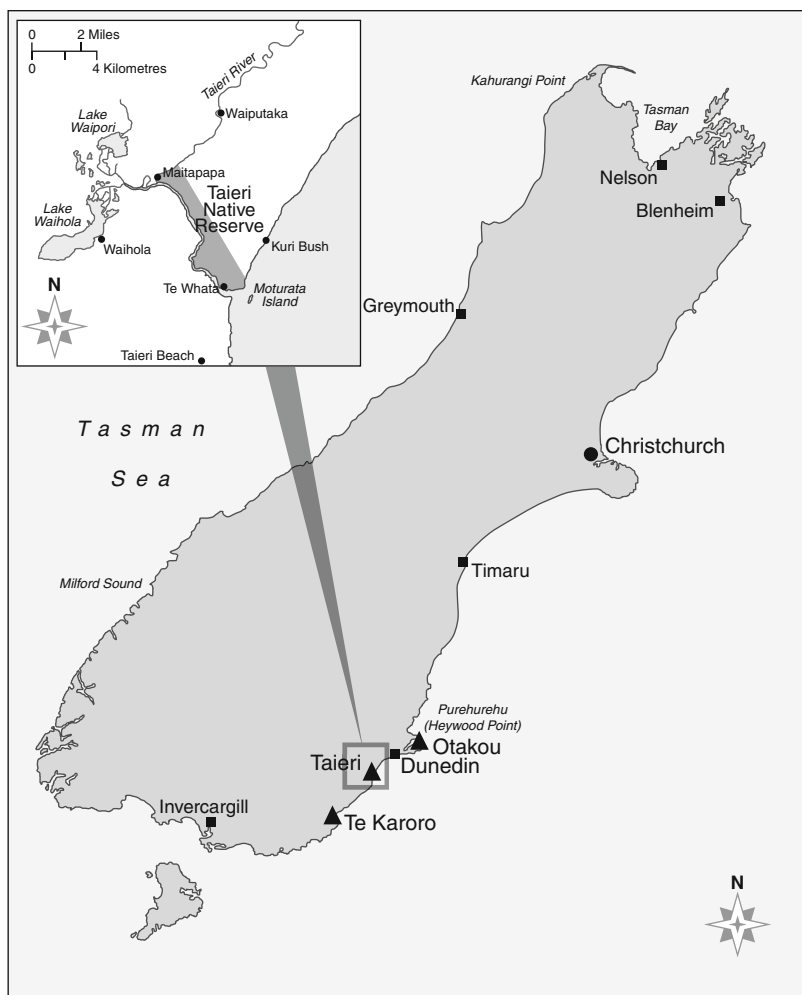 0 2 Miles
0 4 Kilometres
Taieri River
Lake
Waipori
Waiputaka
Maitapapa
Taieri
Native
Reserve
Lake
Waihola
Waihola
Kuri Bush
N
Te Whata
Moturata
Island
Taieri Beach
Kahurangi Point
Tasman
Bay
Nelson
Blenheim
Greymouth
Tasman
Sea
Christchurch
Milford Sound
Timaru
Purehurehu
(Heywood Point)
Otakou
Taieri
Dunedin
Invercargill
Te Karoro
N